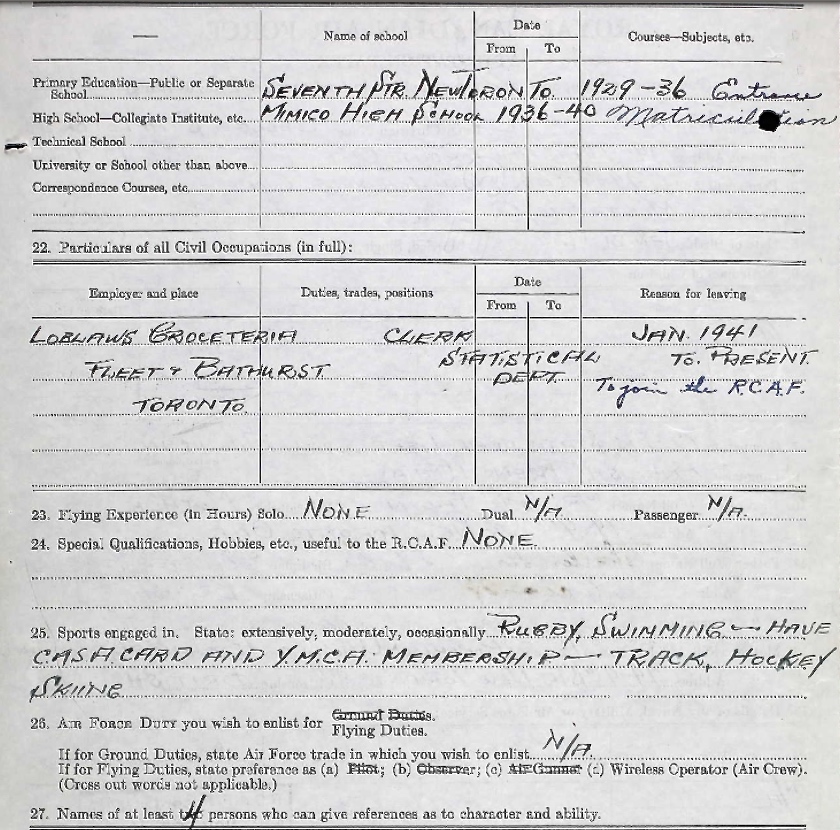 —
Name of school
Date
From To
Courses—Subjects, etc.
Primary Education—Public or Separate School SEVENTH STR. NEW TORONTO. 1929-36 Entrance
High School—Collegiate Institute, etc. MIMICO HIGH SCHOOL 1936-40 Matriculation
Technical School
University or School other than above
Correspondence Courses, etc.
22. Particulars of all Civil Occupations (in full):
Employer and place
Duties, trades, positions
Date
From To
Reason for leaving
LOBLAWS GROCETERIA CLERK JAN. 1941
FLEET & BATHURST STATISTICAL TO. PRESENT
TORONTO. DEPT. To join the R.C.A.F.
23. Flying Experience (in Hours) Solo NONE Dual N/A Passenger N/A.
24. Special Qualifications, Hobbies, etc., useful to the R.C.A.F. NONE
25. Sports engaged in. State: extensively, moderately, occasionally RUGBY, SWIMMING — HAVE
C.A.S.A. CARD AND Y.M.C.A. MEMBERSHIP — TRACK, HOCKEY
SKIING
26. AIR FORCE DUTY you wish to enlist for Ground Duties.
Flying Duties.
If for Ground Duties, state Air Force trade in which you wish to enlist N/A
If for Flying Duties, state preference as (a) Pilot; (b) Observer; (c) Air Gunner (c) Wireless Operator (Air Crew).
(Cross out words not applicable.)
27. Names of at least 4 persons who can give references as to character and ability.